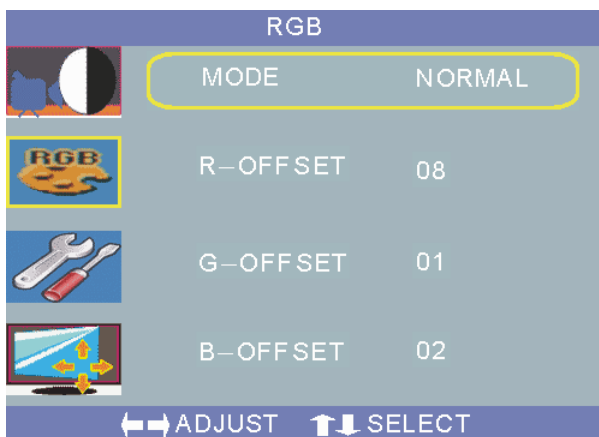 RGB
MODE NORMAL
RGB
R-OFFSET 08
G-OFFSET 01
B-OFFSET 02
ADJUST SELECT